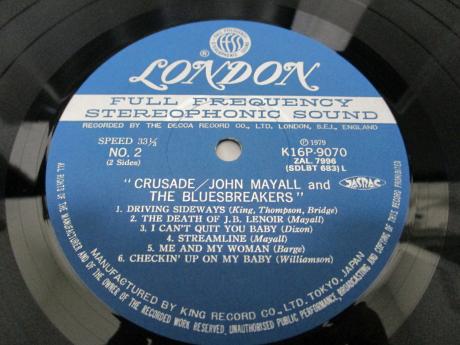 FULL FREQUENCY RANGE RECORDING
®
LONDON
FULL FREQUENCY
STEREOPHONIC SOUND
RECORDED BY THE DECCA RECORD CO., LTD, LONDON, S.E.I., ENGLAND
SPEED 33⅓
NO. 2
(2 Sides)
Ⓟ 1979
K16P-9070
ZAL. 7996
(SDLBT 683) L
JASRAC
"CRUSADE/JOHN MAYALL and
THE BLUESBREAKERS"
1. DRIVING SIDEWAYS (King, Thompson, Bridge)
2. THE DEATH OF J.B. LENOIR (Mayall)
3. I CAN'T QUIT YOU BABY (Dixon)
4. STREAMLINE (Mayall)
5. ME AND MY WOMAN (Barge)
6. CHECKIN' UP ON MY BABY (Williamson)
MANUFACTURED BY KING RECORD CO., LTD. TOKYO, JAPAN
ALL RIGHTS OF THE MANUFACTURER AND OF THE OWNER OF THE RECORDED WORK RESERVED, UNAUTHORISED PUBLIC PERFORMANCE, BROADCASTING AND COPYING OF THIS RECORD PROHIBITED